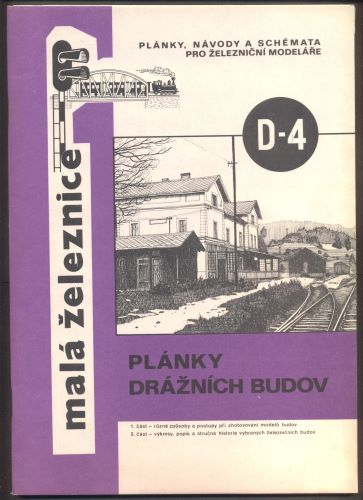 PLÁNKY, NÁVODY A SCHÉMATA
PRO ŽELEZNIČNÍ MODELÁŘE
malá železnice
D-4
PLÁNKY
DRÁŽNÍCH BUDOV
1. část – různé způsoby a postupy při zhotovování modelů budov
2. část – výkresy, popis a stručná historie vybraných železničních budov